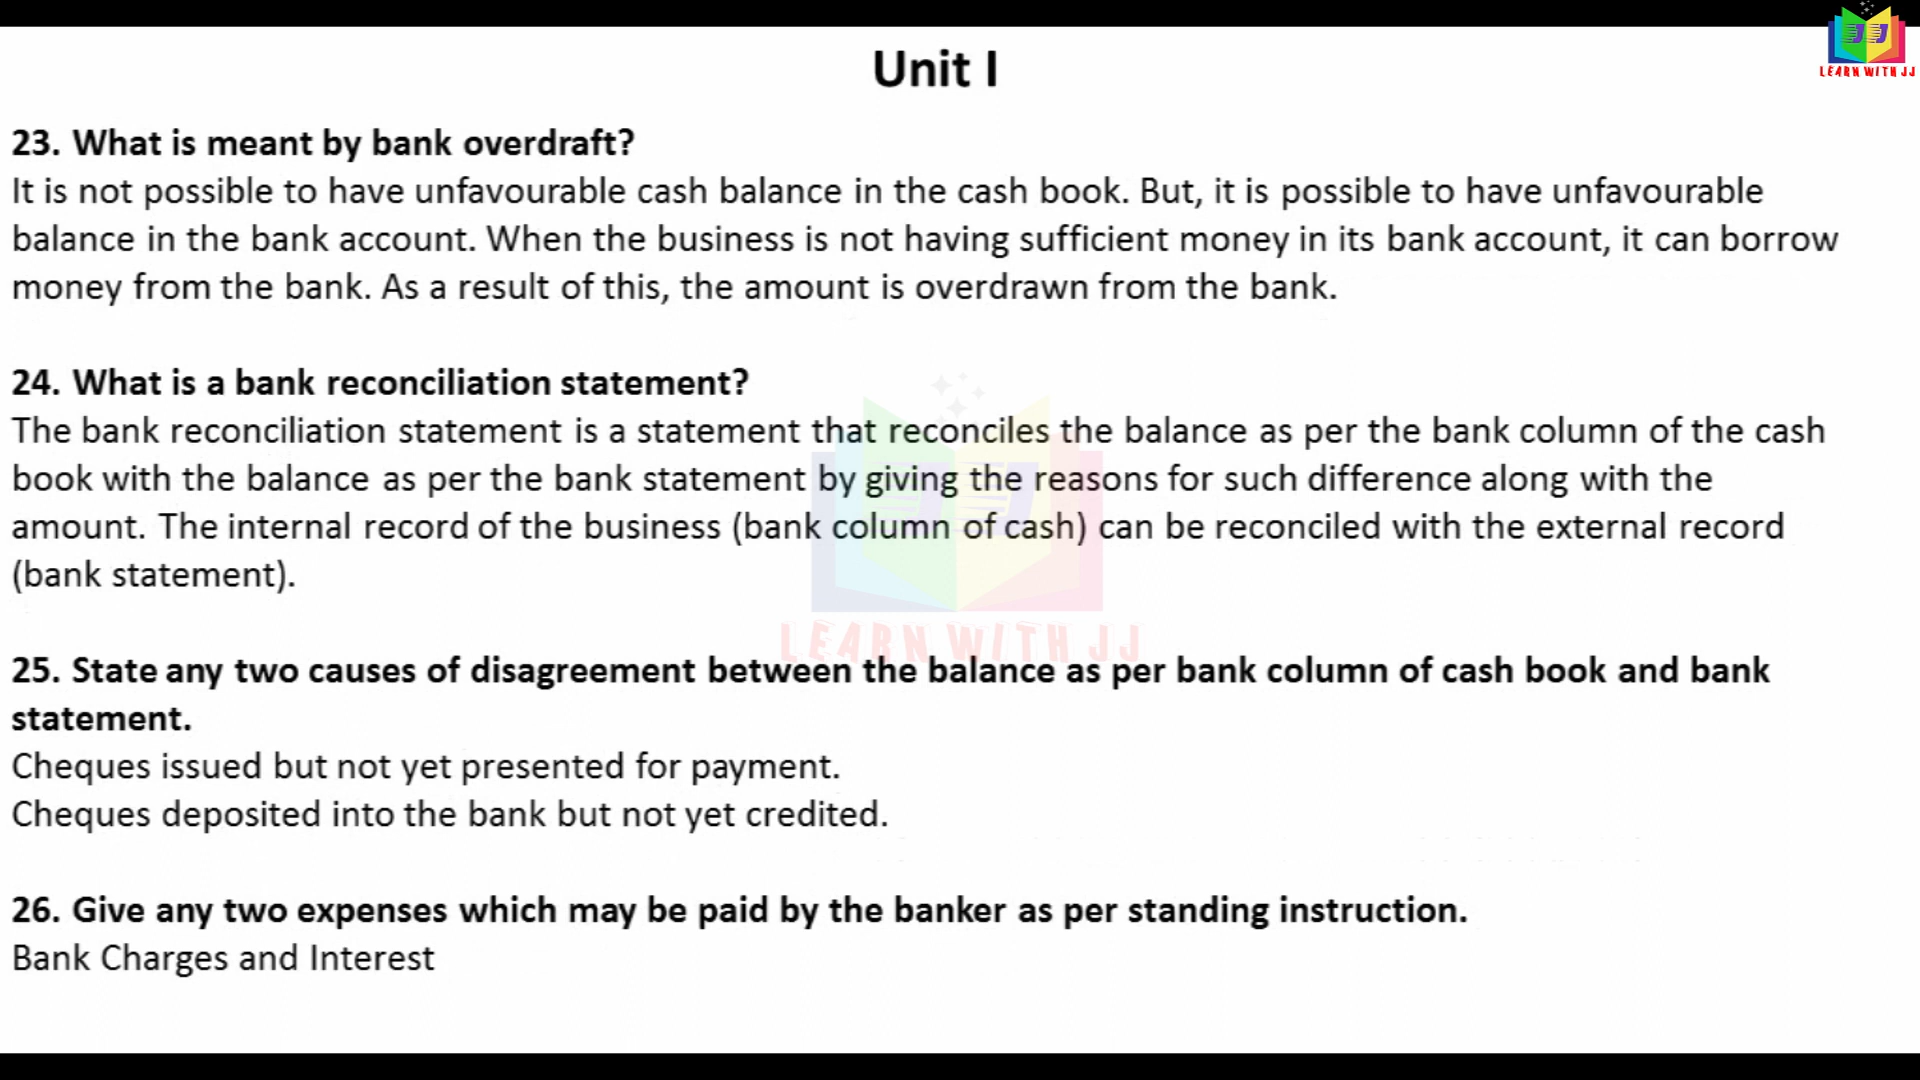 LEARN WITH JJ
Unit I
23. What is meant by bank overdraft?
It is not possible to have unfavourable cash balance in the cash book. But, it is possible to have unfavourable
balance in the bank account. When the business is not having sufficient money in its bank account, it can borrow
money from the bank. As a result of this, the amount is overdrawn from the bank.
24. What is a bank reconciliation statement?
The bank reconciliation statement is a statement that reconciles the balance as per the bank column of the cash
book with the balance as per the bank statement by giving the reasons for such difference along with the
amount. The internal record of the business (bank column of cash) can be reconciled with the external record
(bank statement).
LEARN WITH JJ
25. State any two causes of disagreement between the balance as per bank column of cash book and bank
statement.
Cheques issued but not yet presented for payment.
Cheques deposited into the bank but not yet credited.
26. Give any two expenses which may be paid by the banker as per standing instruction.
Bank Charges and Interest